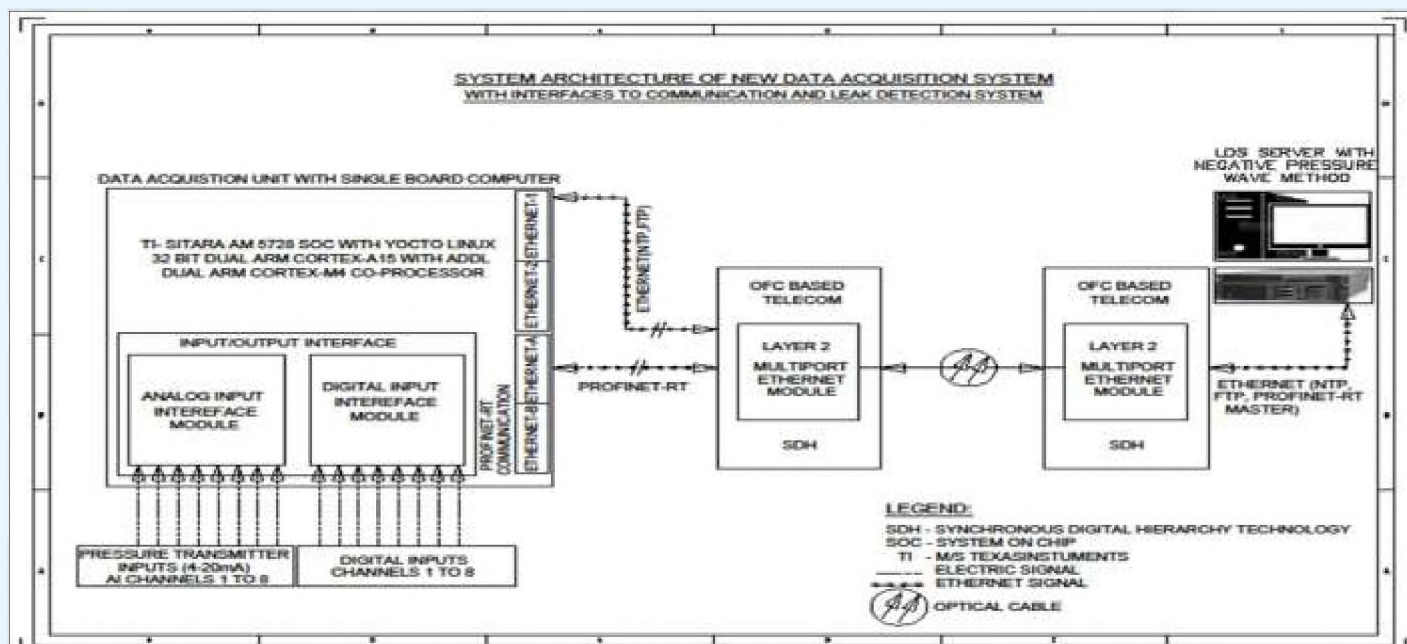 SYSTEM ARCHITECTURE OF NEW DATA ACQUISITION SYSTEM
WITH INTERFACES TO COMMUNICATION AND LEAK DETECTION SYSTEM
LDS SERVER WITH
NEGATIVE PRESSURE
WAVE METHOD
DATA ACQUISTION UNIT WITH SINGLE BOARD COMPUTER
TI- SITARA AM 5728 SOC WITH YOCTO LINUX
32 BIT DUAL ARM CORTEX-A15 WITH ADDL
DUAL ARM CORTEX-M4 CO-PROCESSOR
ETHERNET-1
ETHERNET-2
ETHERNET(NTP,FTP)
INPUT/OUTPUT INTERFACE
ANALOG INPUT
INTEREFACE
MODULE
DIGITAL INPUT
INTEREFACE
MODULE
PROFINET-RT
COMMUNICATION
ETHERNET-A
ETHERNET-B
PROFINET-RT
OFC BASED
TELECOM
LAYER 2
MULTIPORT
ETHERNET
MODULE
SDH
OFC BASED
TELECOM
LAYER 2
MULTIPORT
ETHERNET
MODULE
SDH
ETHERNET (NTP,
FTP, PROFINET-RT
MASTER)
PRESSURE TRANSMITTER
INPUTS (4-20mA)
AI CHANNELS 1 TO 8
DIGITAL INPUTS
CHANNELS 1 TO 8
LEGEND:
SDH - SYNCHRONOUS DIGITAL HIERARCHY TECHNOLOGY
SOC - SYSTEM ON CHIP
TI - M/S TEXASINSTUMENTS
ELECTRIC SIGNAL
ETHERNET SIGNAL
OPTICAL CABLE